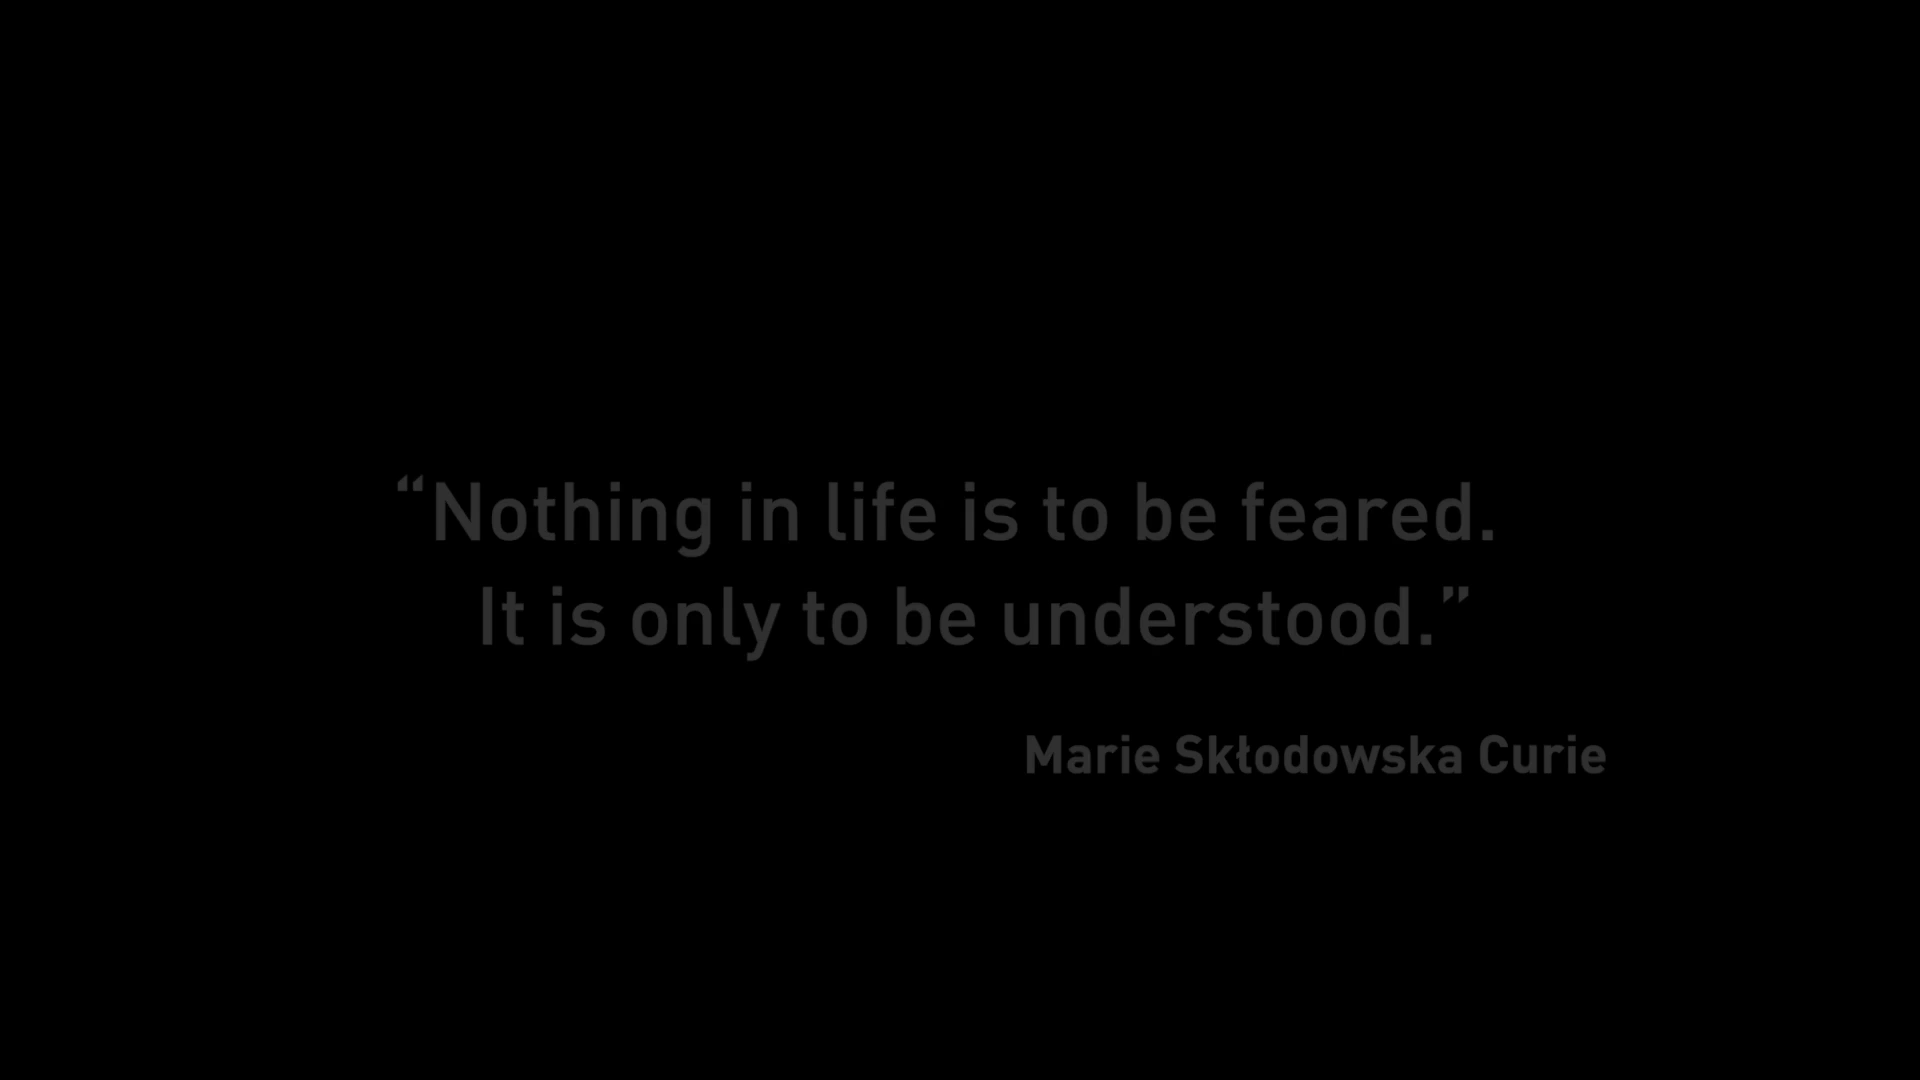 “Nothing in life is to be feared.
It is only to be understood.”
Marie Skłodowska Curie